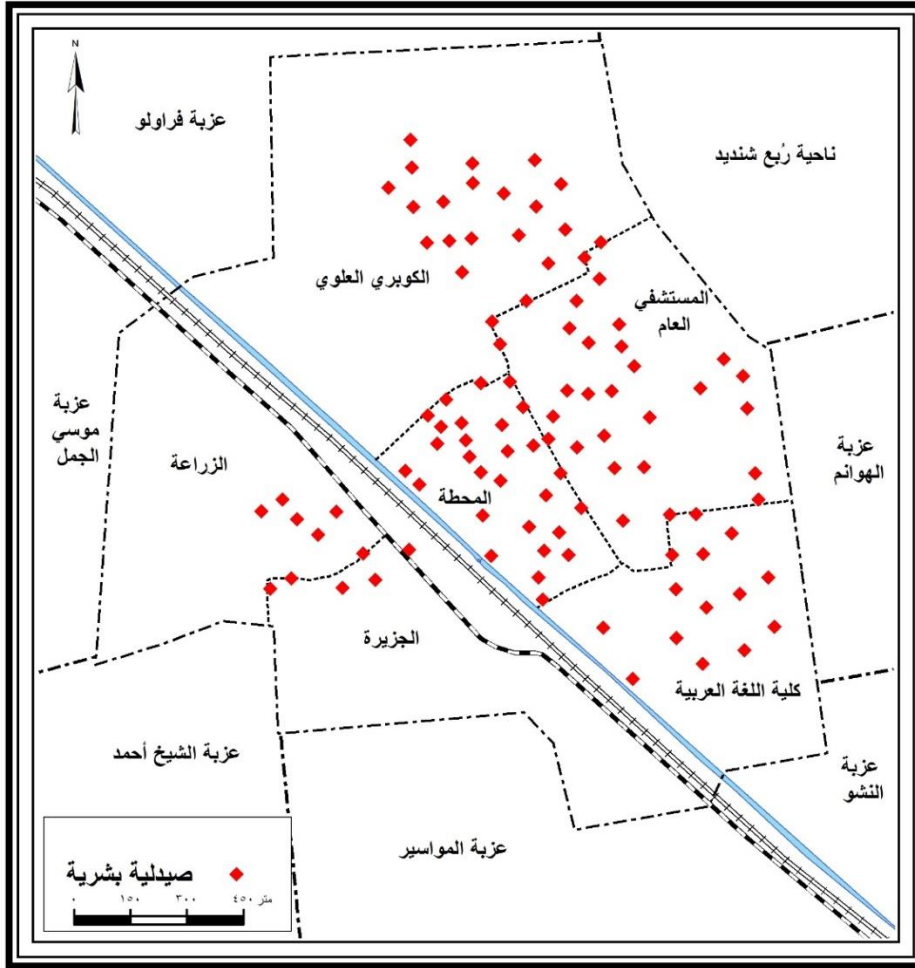 N
عزبة فراولو
ناحية رُبع شنديد
الكوبري العلوي
المستشفي
العام
عزبة
موسي
الجمل
الزراعة
عزبة
الهوانم
المحطة
الجزيرة
كلية اللغة العربية
عزبة الشيخ أحمد
عزبة
النشو
عزبة المواسير
صيدلية بشرية
٠ ١٥٠ ٣٠٠ ٤٥٠ متر